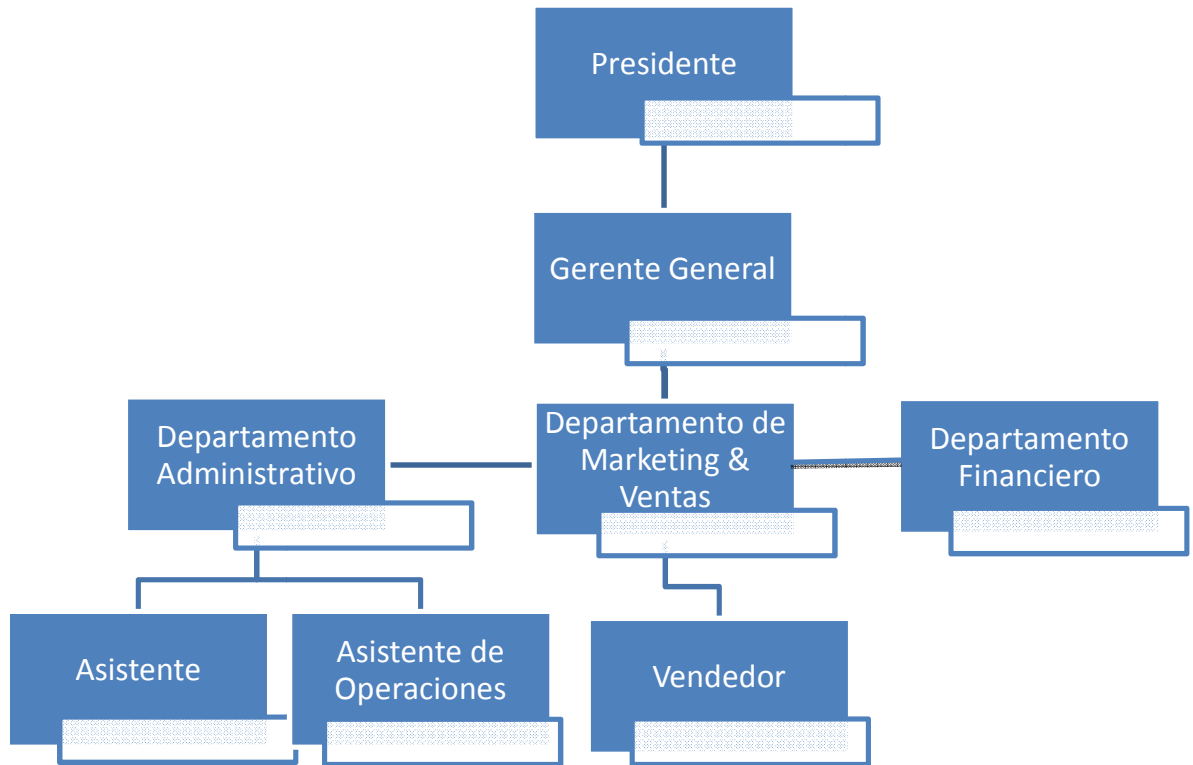 Presidente
Gerente General
Departamento
Administrativo
Departamento de
Marketing &
Ventas
Departamento
Financiero
Asistente
Asistente de
Operaciones
Vendedor